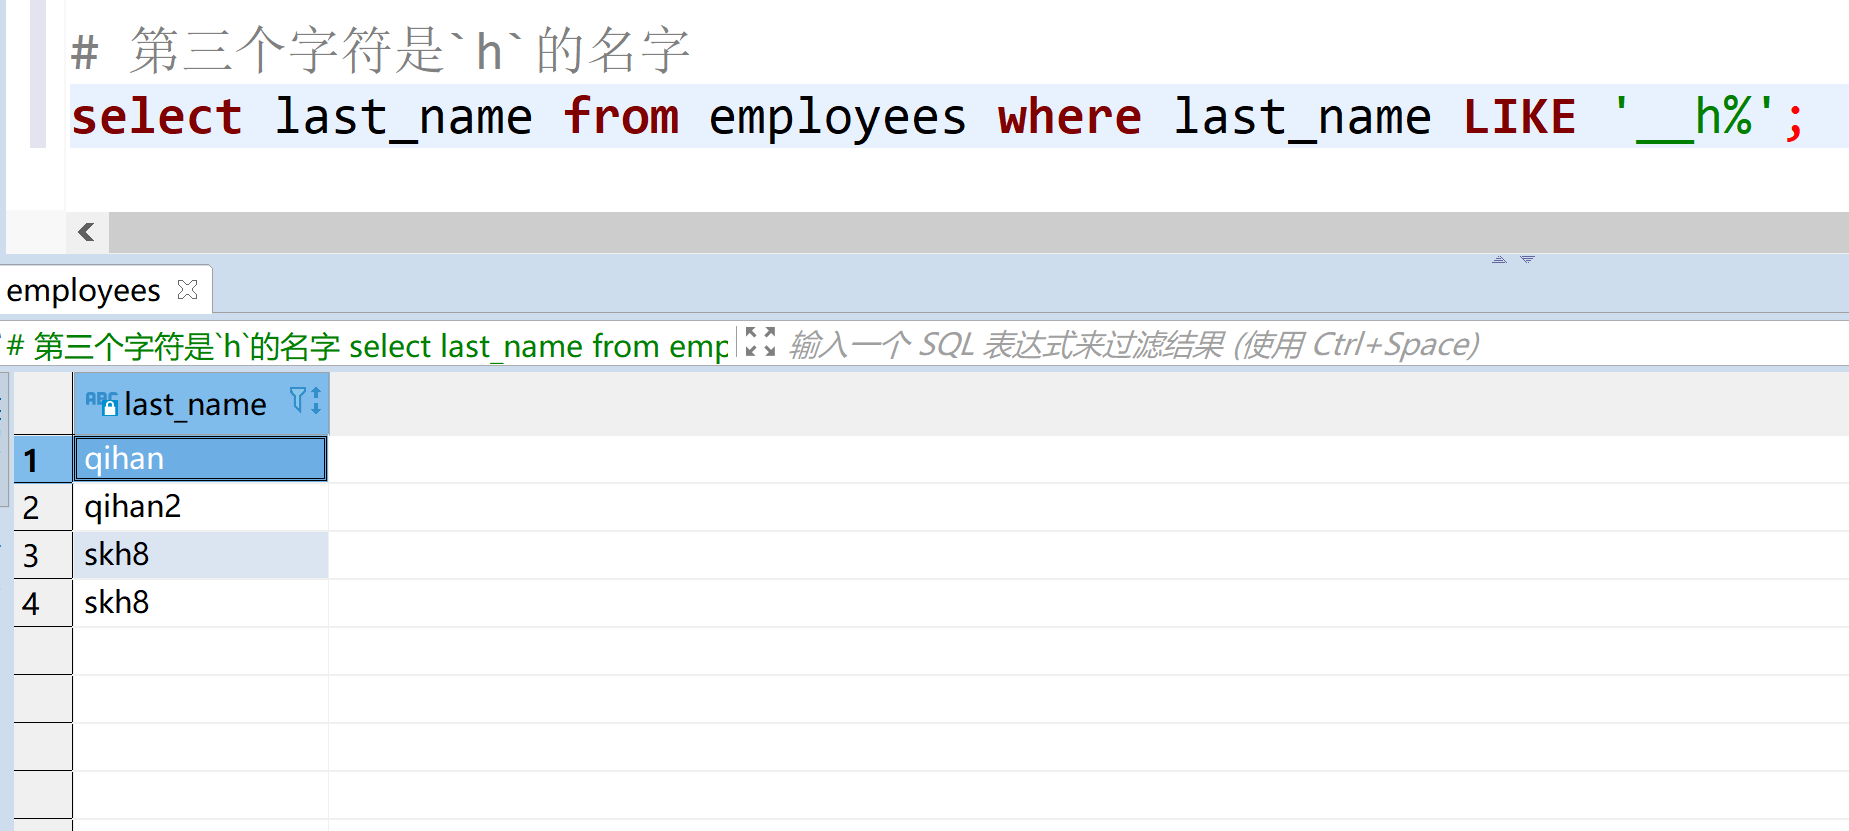 # 第三个字符是`h`的名字
select last_name from employees where last_name LIKE '__h%';
employees
# 第三个字符是`h`的名字 select last_name from emp
输入一个 SQL 表达式来过滤结果 (使用 Ctrl+Space)
ABC last_name
1 qihan
2 qihan2
3 skh8
4 skh8